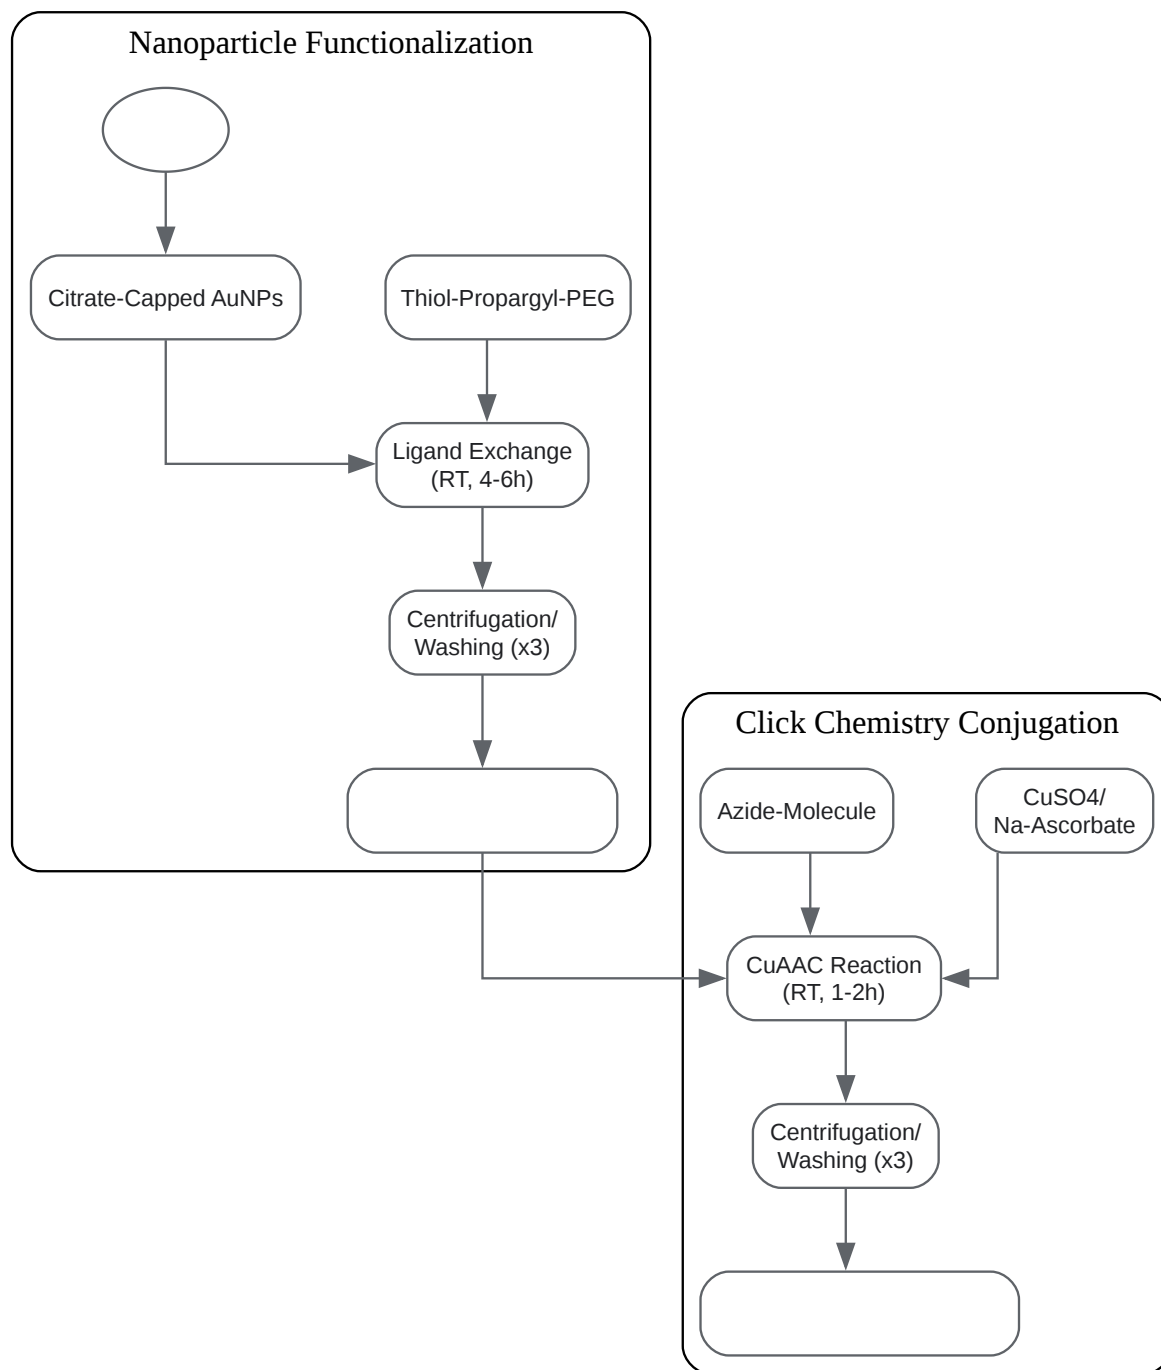 Nanoparticle Functionalization
Citrate-Capped AuNPs
Thiol-Propargyl-PEG
Ligand Exchange
(RT, 4-6h)
Centrifugation/
Washing (x3)
Click Chemistry Conjugation
Azide-Molecule
CuSO4/
Na-Ascorbate
CuAAC Reaction
(RT, 1-2h)
Centrifugation/
Washing (x3)